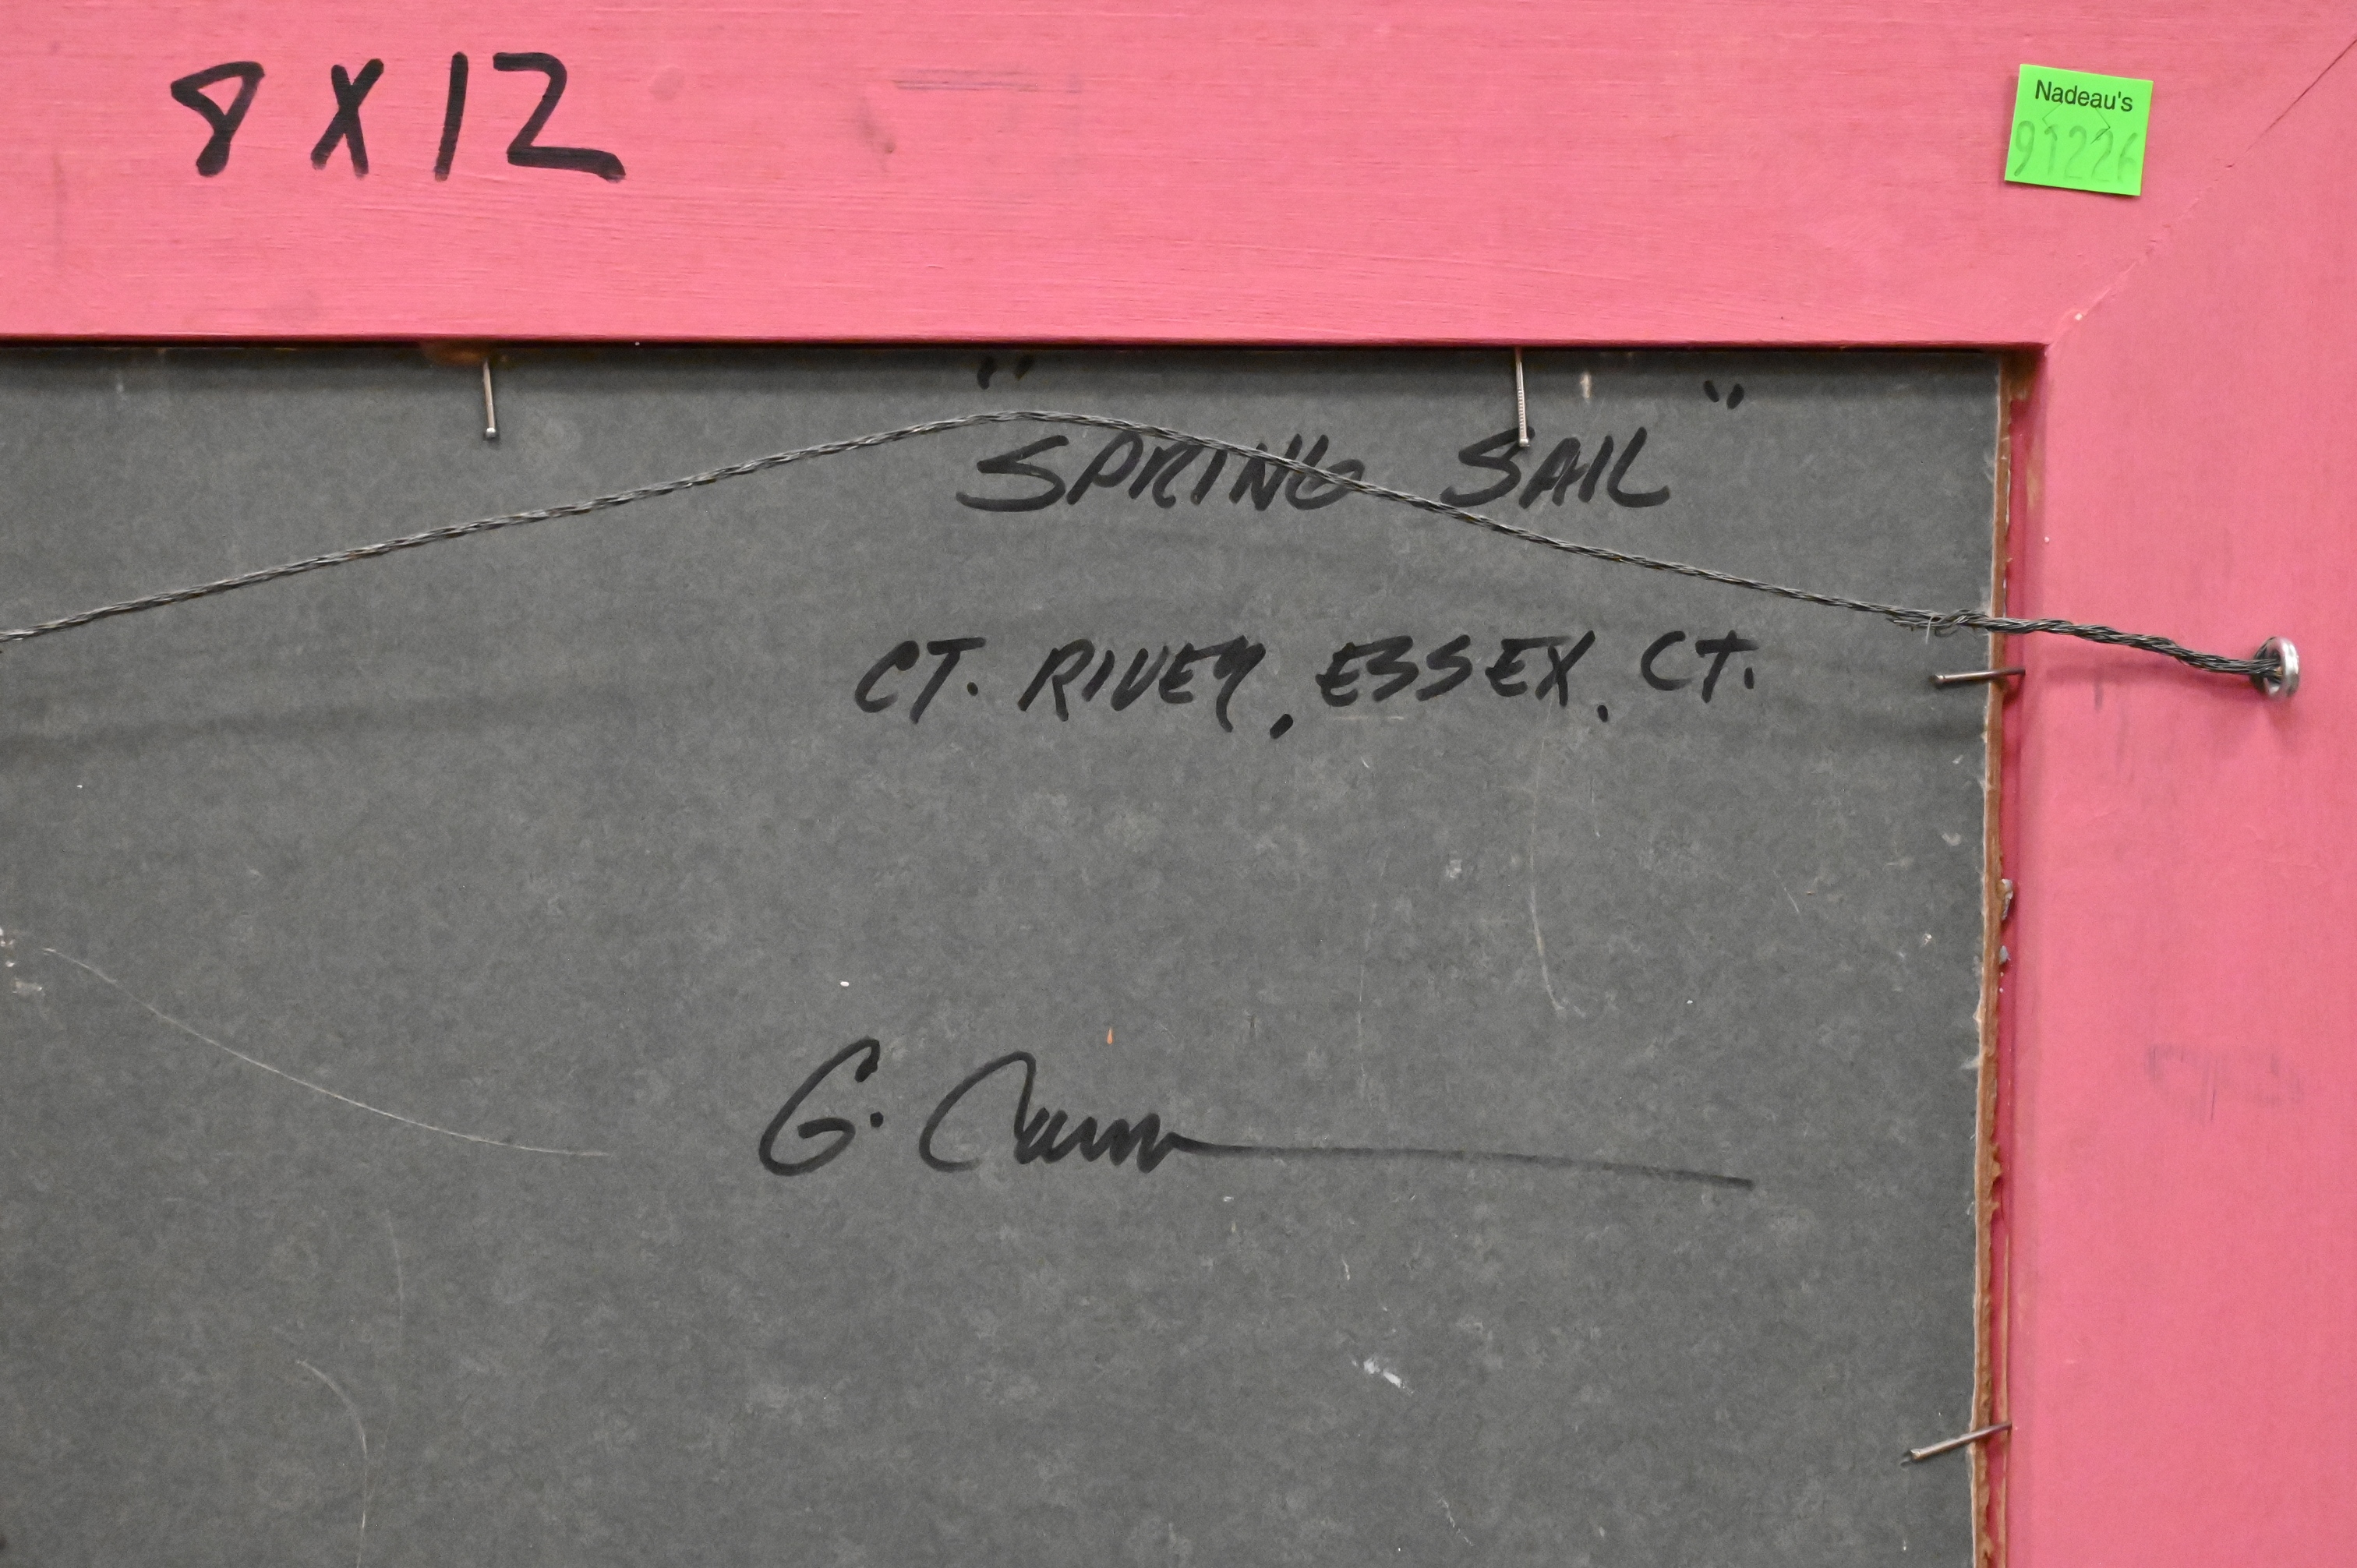 8 X 12
Nadeau's
91226
"SPRING SAIL"
CT. RIVER, ESSEX, CT.
G.